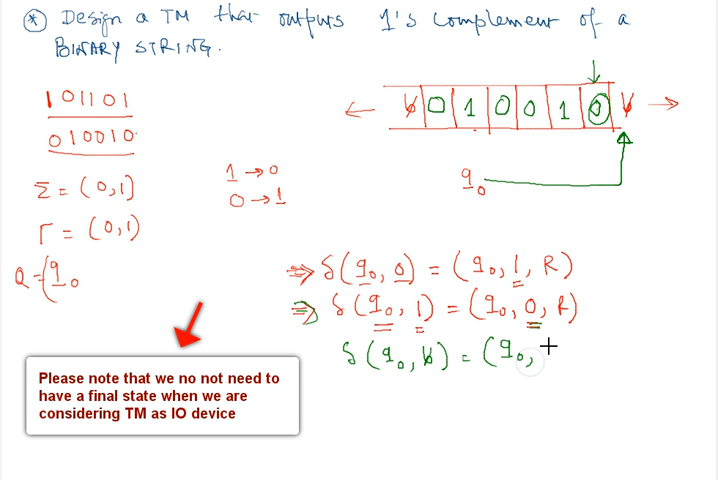 * Design a TM that outputs 1's complement of a
BINARY STRING.
101101
010010
Σ = (0,1)
Γ = (0,1)
Q = {q0
1 → 0
0 → 1
ƀ 0 1 0 0 1 0 ƀ
q0
⇒ δ(q0, 0) = (q0, 1, R)
⇒ δ(q0, 1) = (q0, 0, R)
δ(q0, ƀ) = (q0,
Please note that we no not need to
have a final state when we are
considering TM as IO device